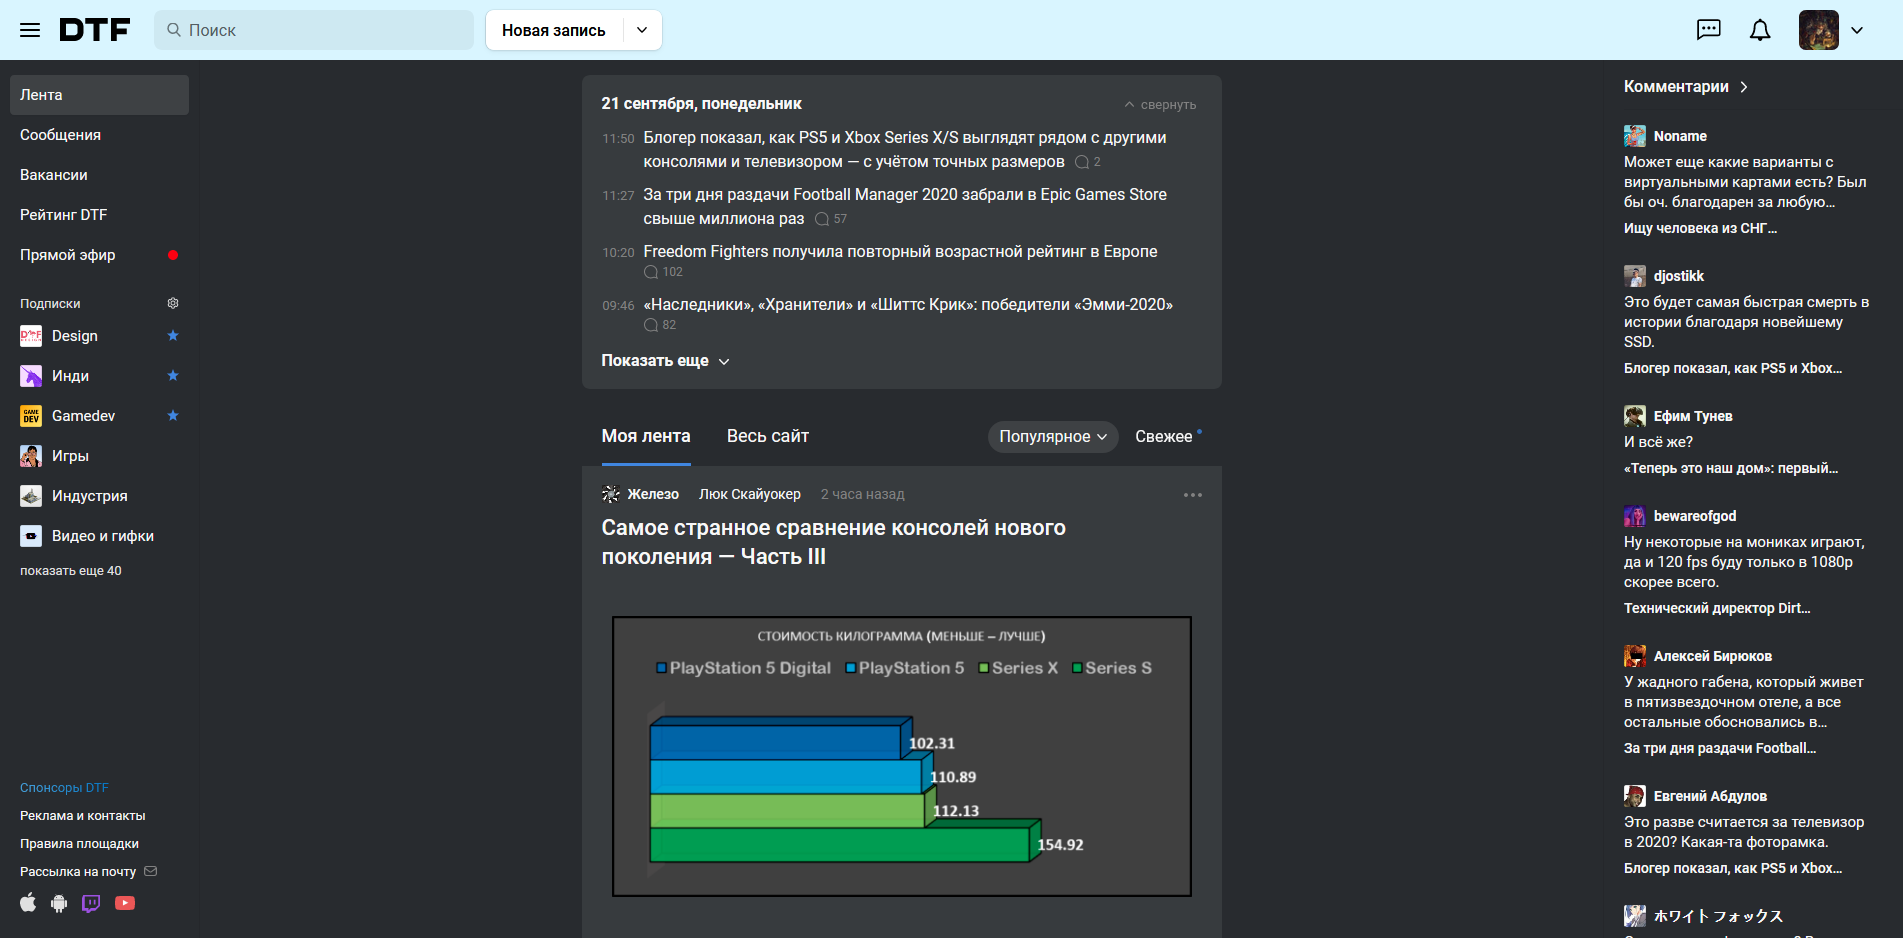 DTF
Поиск
Новая запись
Лента
Сообщения
Вакансии
Рейтинг DTF
Прямой эфир
Подписки
Design
Инди
Gamedev
Игры
Индустрия
Видео и гифки
показать еще 40
Спонсоры DTF
Реклама и контакты
Правила площадки
Рассылка на почту
21 сентября, понедельник
свернуть
11:50 Блогер показал, как PS5 и Xbox Series X/S выглядят рядом с другими
консолями и телевизором — с учётом точных размеров 2
11:27 За три дня раздачи Football Manager 2020 забрали в Epic Games Store
свыше миллиона раз 57
10:20 Freedom Fighters получила повторный возрастной рейтинг в Европе
102
09:46 «Наследники», «Хранители» и «Шиттс Крик»: победители «Эмми-2020»
82
Показать еще
Моя лента Весь сайт Популярное Свежее
Железо Люк Скайуокер 2 часа назад
Самое странное сравнение консолей нового
поколения — Часть III
СТОИМОСТЬ КИЛОГРАММА (МЕНЬШЕ – ЛУЧШЕ)
PlayStation 5 Digital PlayStation 5 Series X Series S
102.31
110.89
112.13
154.92
Комментарии
Noname
Может еще какие варианты с
виртуальными картами есть? Был
бы оч. благодарен за любую...
Ищу человека из СНГ...
djostikk
Это будет самая быстрая смерть в
истории благодаря новейшему
SSD.
Блогер показал, как PS5 и Xbox...
Ефим Тунев
И всё же?
«Теперь это наш дом»: первый...
bewareofgod
Ну некоторые на мониках играют,
да и 120 fps буду только в 1080p
скорее всего.
Технический директор Dirt...
Алексей Бирюков
У жадного габена, который живет
в пятизвездочном отеле, а все
остальные обосновались в...
За три дня раздачи Football...
Евгений Абдулов
Это разве считается за телевизор
в 2020? Какая-то фоторамка.
Блогер показал, как PS5 и Xbox...
ホワイト フォックス